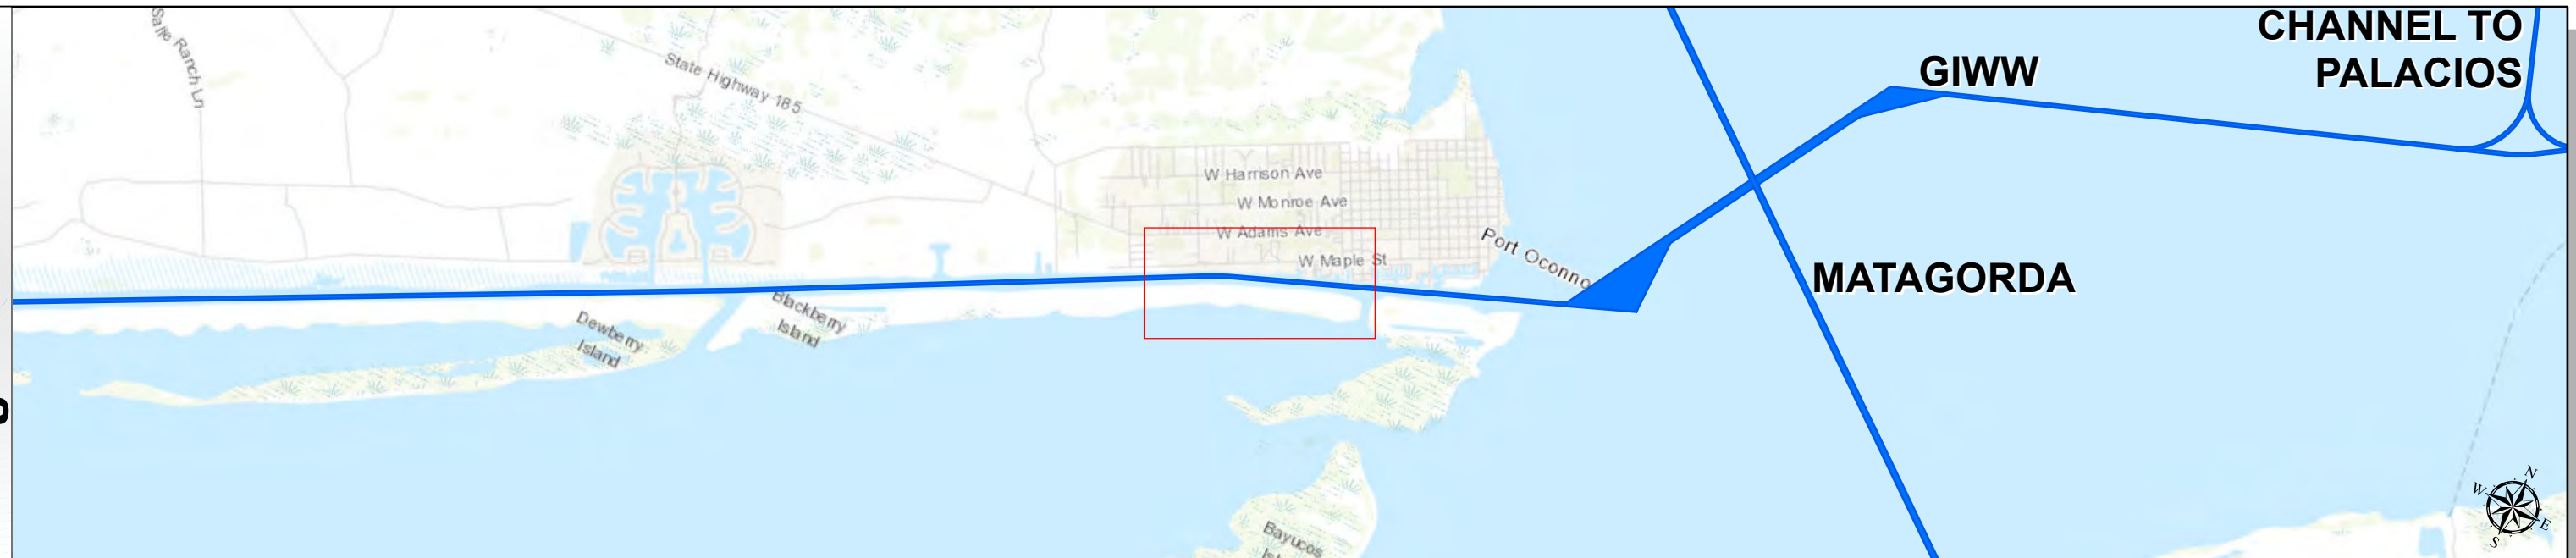 CHANNEL TO
PALACIOS
GIWW
Salle Ranch Ln
State Highway 185
W Harrison Ave
W Monroe Ave
W Adams Ave
W Maple St
Port Oconno
MATAGORDA
Blackberry
Island
Dewberry
Island
Bayucos
N
W
E
S